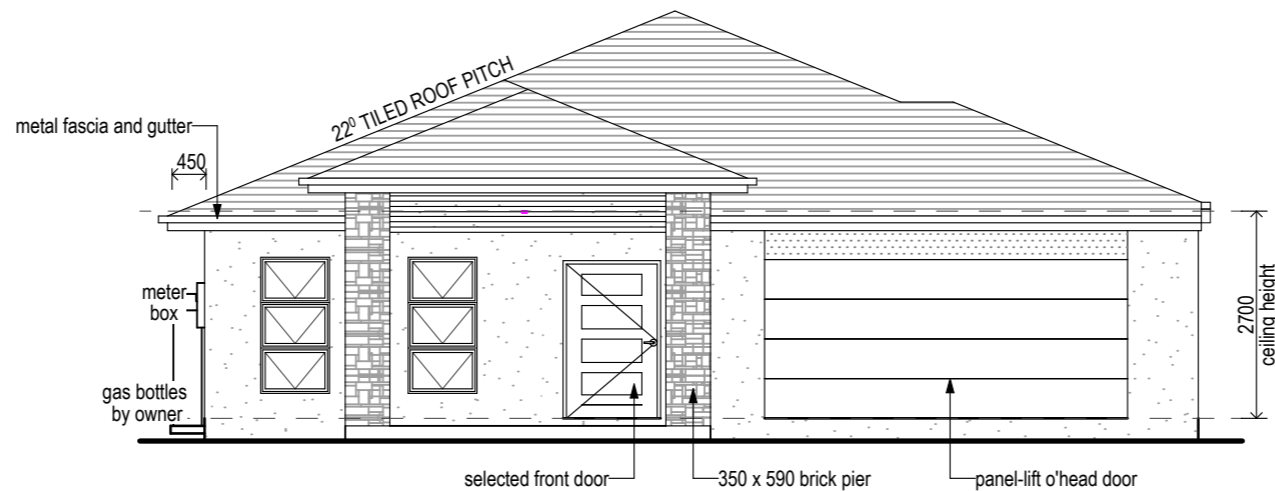 22⁰ TILED ROOF PITCH
metal fascia and gutter
450
meter
box
gas bottles
by owner
2700
ceiling height
selected front door
350 x 590 brick pier
panel-lift o'head door